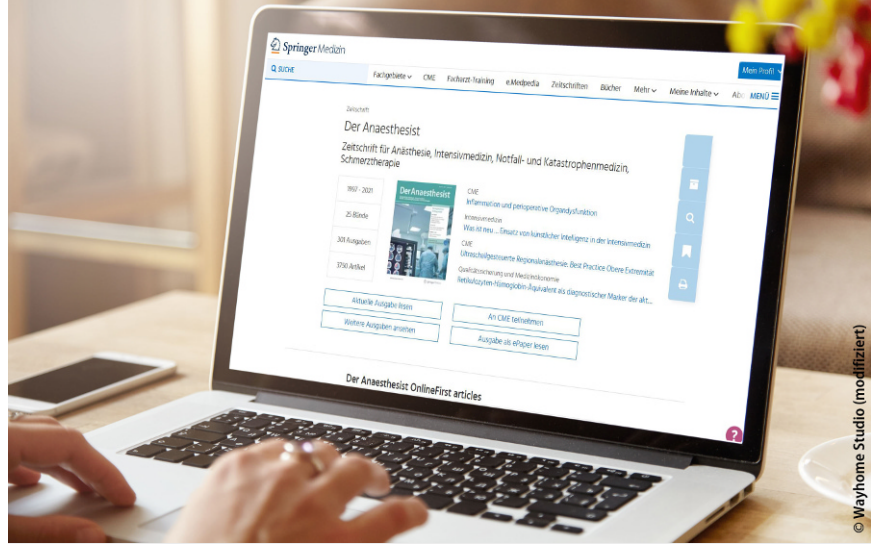 Springer Medizin
Mein Profil
SUCHE
Fachgebiete
CME
Facharzt-Training
e.Medpedia
Zeitschriften
Bücher
Mehr
Meine Inhalte
Abo
MENÜ
Zeitschrift
Der Anaesthesist
Zeitschrift für Anästhesie, Intensivmedizin, Notfall- und Katastrophenmedizin,
Schmerztherapie
1997 - 2021
25 Bände
301 Ausgaben
3750 Artikel
Der Anaesthesist
CME
Inflammation und perioperative Organdysfunktion
Intensivmedizin
Was ist neu ... Einsatz von künstlicher Intelligenz in der Intensivmedizin
CME
Ultraschallgesteuerte Regionalanästhesie: Best Practice Obere Extremität
Qualitätssicherung und Medizinökonomie
Retikulozyten-Hämoglobin-Äquivalent als diagnostischer Marker der akt...
Aktuelle Ausgabe lesen
An CME teilnehmen
Weitere Ausgaben ansehen
Ausgabe als ePaper lesen
Der Anaesthesist OnlineFirst articles
?
© Wayhome Studio (modifiziert)